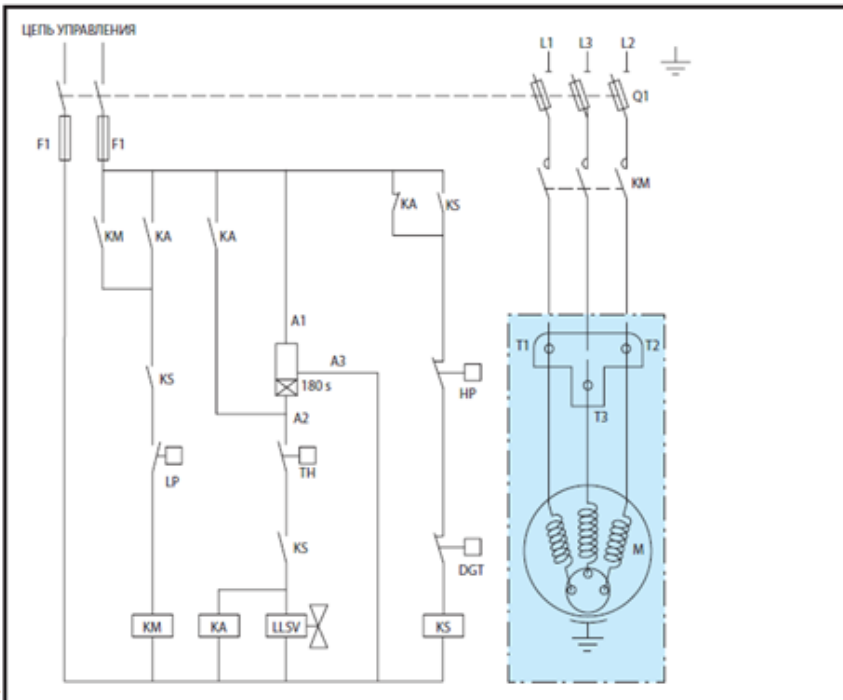 ЦЕПЬ УПРАВЛЕНИЯ
L1 L3 L2
Q1
F1 F1
KM
KA KS
KM KA KA
A1
T1 T2
A3
KS 180 s HP
T3
A2
TH
LP
KS M
DGT
KM KA LLSV KS